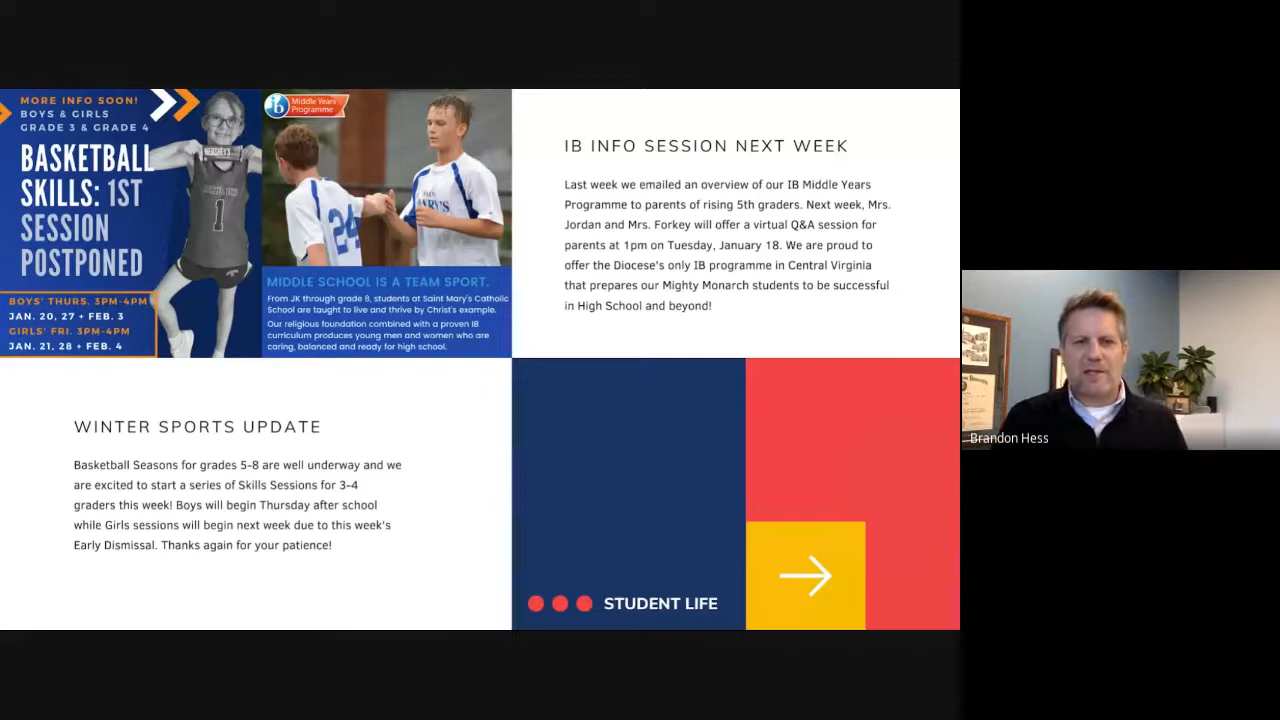 MORE INFO SOON!
BOYS & GIRLS
GRADE 3 & GRADE 4
BASKETBALL
SKILLS: 1ST
SESSION
POSTPONED
BOYS' THURS. 3PM-4PM
JAN. 20, 27 + FEB. 3
GIRLS' FRI. 3PM-4PM
JAN. 21, 28 + FEB. 4
HERSHEY'S
1
ib Middle Years
Programme
24
MARY'S
MIDDLE SCHOOL IS A TEAM SPORT.
From JK through grade 8, students at Saint Mary's Catholic
School are taught to live and thrive by Christ's example.
Our religious foundation combined with a proven IB
curriculum produces young men and women who are
caring, balanced and ready for high school.
IB INFO SESSION NEXT WEEK
Last week we emailed an overview of our IB Middle Years
Programme to parents of rising 5th graders. Next week, Mrs.
Jordan and Mrs. Forkey will offer a virtual Q&A session for
parents at 1pm on Tuesday, January 18. We are proud to
offer the Diocese's only IB programme in Central Virginia
that prepares our Mighty Monarch students to be successful
in High School and beyond!
WINTER SPORTS UPDATE
Basketball Seasons for grades 5-8 are well underway and we
are excited to start a series of Skills Sessions for 3-4
graders this week! Boys will begin Thursday after school
while Girls sessions will begin next week due to this week's
Early Dismissal. Thanks again for your patience!
STUDENT LIFE
Brandon Hess